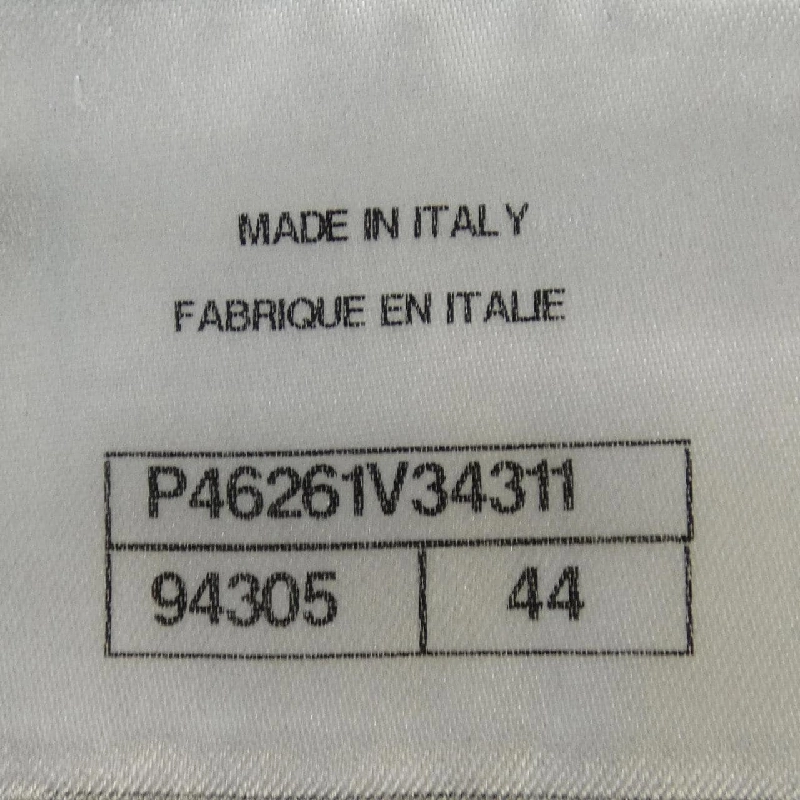 MADE IN ITALY
FABRIQUE EN ITALIE
P46261V34311
94305 44